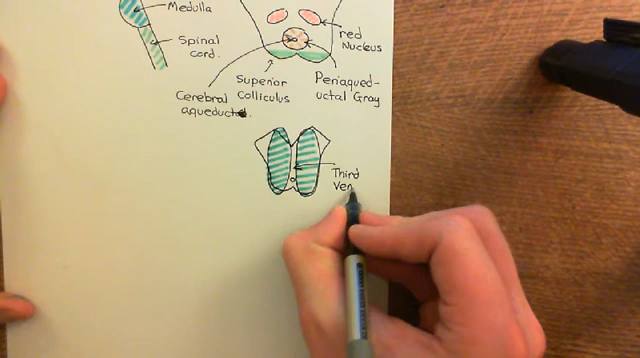 Medulla
Spinal
cord.
red
Nucleus
Superior
Colliculus
Periaqued-
uctal Gray
Cerebral
aqueduct.
Third
Ven